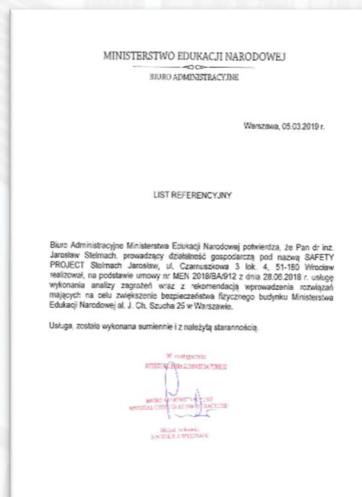 MINISTERSTWO EDUKACJI NARODOWEJ
BIURO ADMINISTRACYJNE
Warszawa, 05.03.2019 r.
LIST REFERENCYJNY
Biuro Administracyjne Ministerstwa Edukacji Narodowej potwierdza, że Pan dr inż.
Jarosław Stelmach, prowadzący działalność gospodarczą pod nazwą SAFETY
PROJECT Stelmach Jarosław, ul. Czarnuszkowa 3 lok. 4, 51-180 Wrocław
realizował, na podstawie umowy nr MEN 2018/BA/912 z dnia 28.06.2018 r. usługę
wykonania analizy zagrożeń wraz z rekomendacją wprowadzenia rozwiązań
mających na celu zwiększenie bezpieczeństwa fizycznego budynku Ministerstwa
Edukacji Narodowej al. J. Ch. Szucha 25 w Warszawie.
Usługa, została wykonana sumiennie i z należytą starannością.